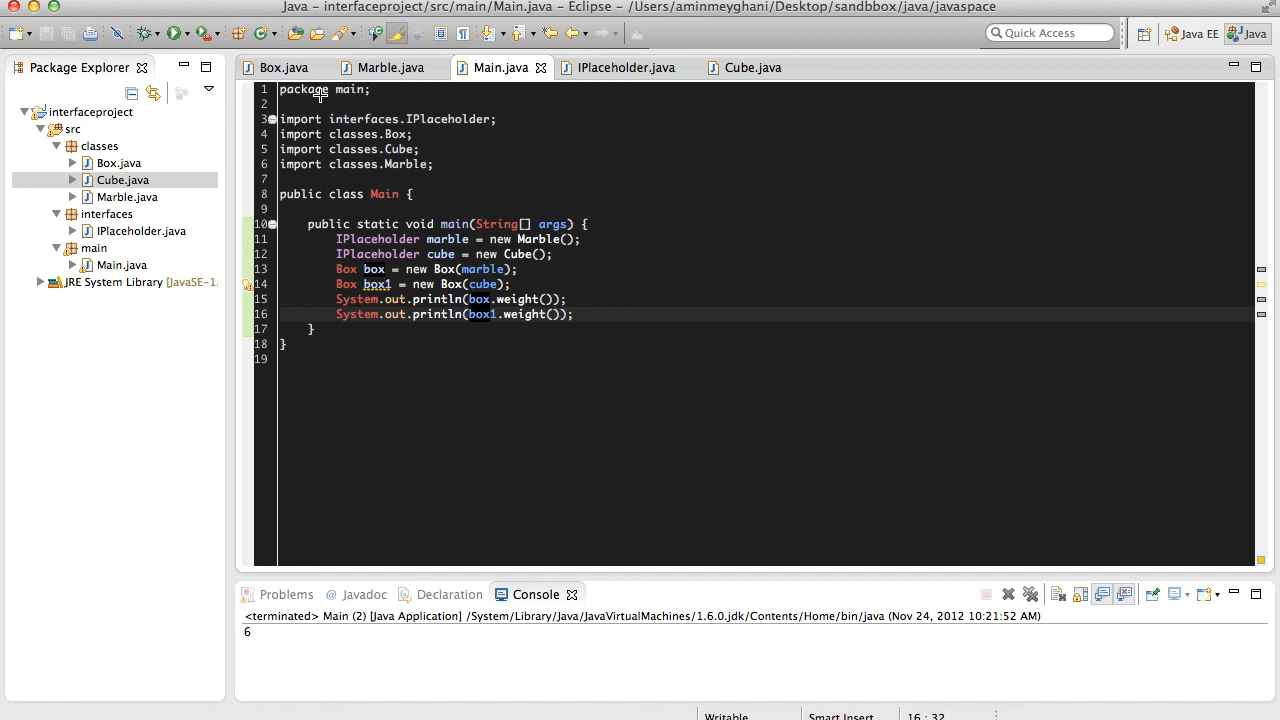 Java - interfaceproject/src/main/Main.java - Eclipse - /Users/aminmeyghani/Desktop/sandbbox/java/javaspace
Quick Access
Java EE
Java
Package Explorer
interfaceproject
src
classes
Box.java
Cube.java
Marble.java
interfaces
IPlaceholder.java
main
Main.java
JRE System Library [JavaSE-1.
Box.java Marble.java Main.java IPlaceholder.java Cube.java
1 package main;
2
3 import interfaces.IPlaceholder;
4 import classes.Box;
5 import classes.Cube;
6 import classes.Marble;
7
8 public class Main {
9
10 public static void main(String[] args) {
11 IPlaceholder marble = new Marble();
12 IPlaceholder cube = new Cube();
13 Box box = new Box(marble);
14 Box box1 = new Box(cube);
15 System.out.println(box.weight());
16 System.out.println(box1.weight());
17 }
18 }
19
Problems @ Javadoc Declaration Console
<terminated> Main (2) [Java Application] /System/Library/Java/JavaVirtualMachines/1.6.0.jdk/Contents/Home/bin/java (Nov 24, 2012 10:21:52 AM)
6
Writable Smart Insert 16 : 32